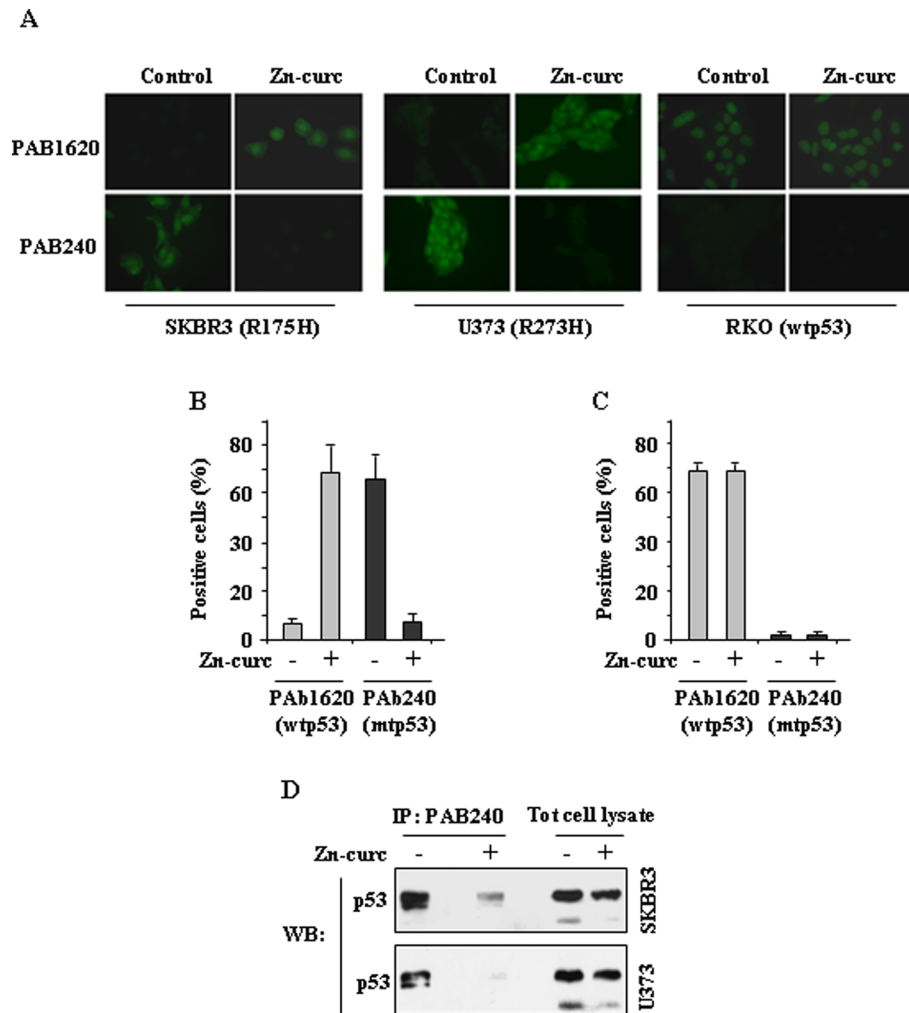 A
Control Zn-curc Control Zn-curc Control Zn-curc
PAB1620
PAB240
SKBR3 (R175H) U373 (R273H) RKO (wtp53)
B
Positive cells (%)
80
60
30
20
0
Zn-curc - + - +
PAb1620 PAb240
(wtp53) (mtp53)
C
Positive cells (%)
80
60
30
20
0
Zn-curc - + - +
PAb1620 PAb240
(wtp53) (mtp53)
D
IP: PAB240 Tot cell lysate
Zn-curc - + - +
WB:
p53 SKBR3
p53 U373